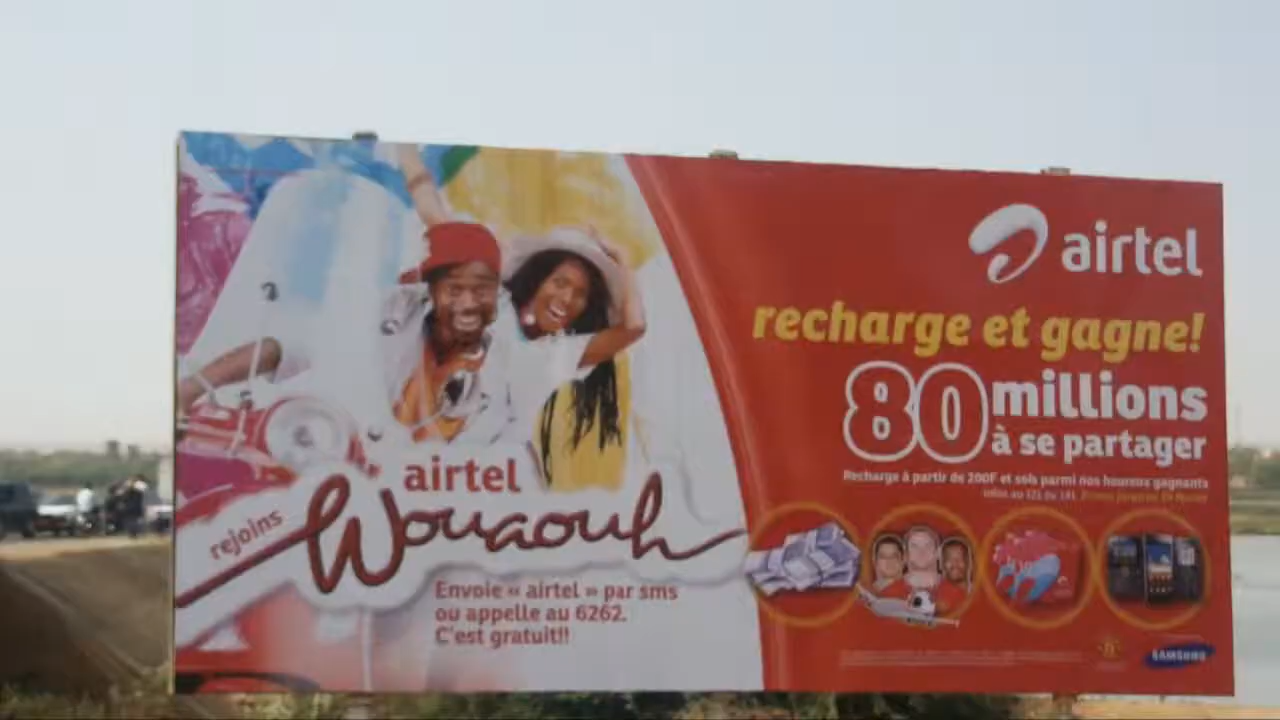 airtel
recharge et gagne!
80 millions
à se partager
Recharge à partir de 200F et sois parmi nos heureux gagnants
airtel
rejoins Wouaouh
Envoie « airtel » par sms
ou appelle au 6262.
C'est gratuit!!
SAMSUNG